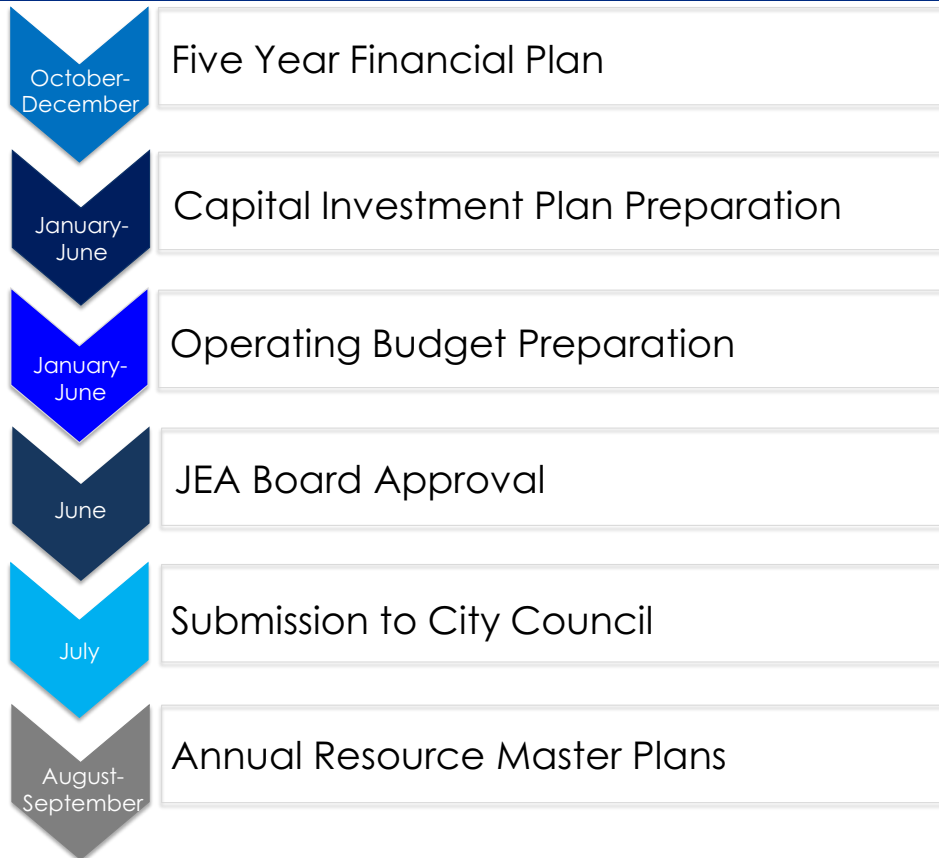 October-
December
Five Year Financial Plan
January-
June
Capital Investment Plan Preparation
January-
June
Operating Budget Preparation
June
JEA Board Approval
July
Submission to City Council
August-
September
Annual Resource Master Plans